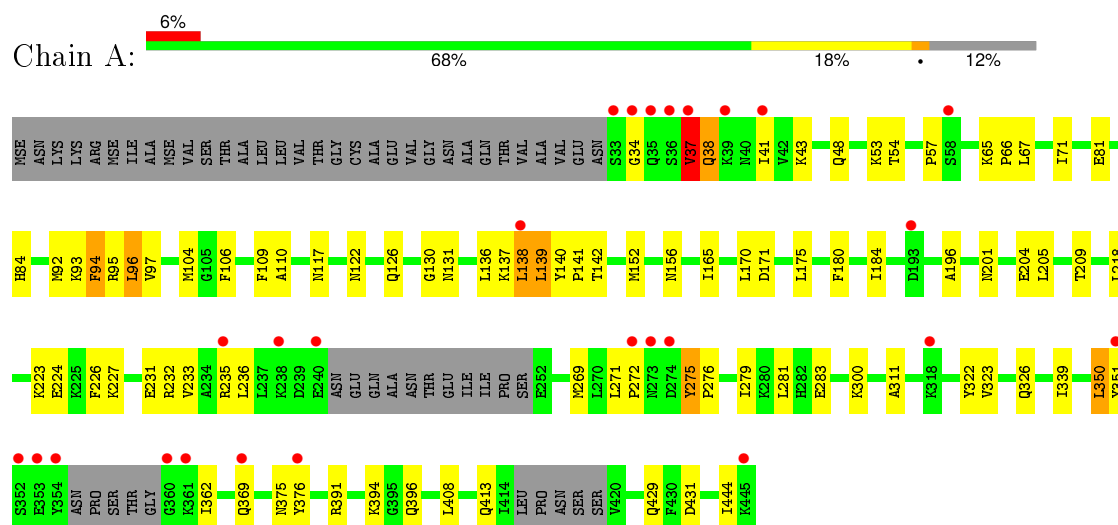 6%
Chain A:
68% 18% • 12%
MSE ASN LYS LYS ARG MSE ILE ALA MSE VAL SER THR ALA LEU LEU VAL THR GLY CYS ALA GLU VAL GLY ASN ALA GLN THR VAL ALA VAL GLU ASN S33 G34 Q35 S36 V37 Q38 K39 N40 I41 V42 K43 Q48 K53 T54 P57 S58 K65 P66 L67 I71 E81
H84 M92 K93 F94 R95 L96 V97 M104 G105 F106 F109 A110 N117 N122 Q126 G130 N131 L136 K137 L138 L139 Y140 P141 T142 M152 N156 I165 L170 D171 L175 F180 I184 D193 A196 N201 E204 L205 T209
K223 E224 K225 F226 K227 E231 R232 V233 A234 R235 L236 L237 K238 D239 E240 ASN GLU GLN ALA ASN THR GLU ILE ILE PRO SER E252 M269 L270 L271 P272 N273 D274 Y275 P276 I279 K280 L281 H282 E283 K300 A311 K318 Y322 V323 Q326 I339 L350
S352 E353 Y354 ASN PRO SER THR GLY G360 K361 I362 Q369 N375 Y376 R391 K394 G395 Q396 L408 Q413 I414 LEU PRO ASN SER SER V420 Q429 F430 D431 I444 K445